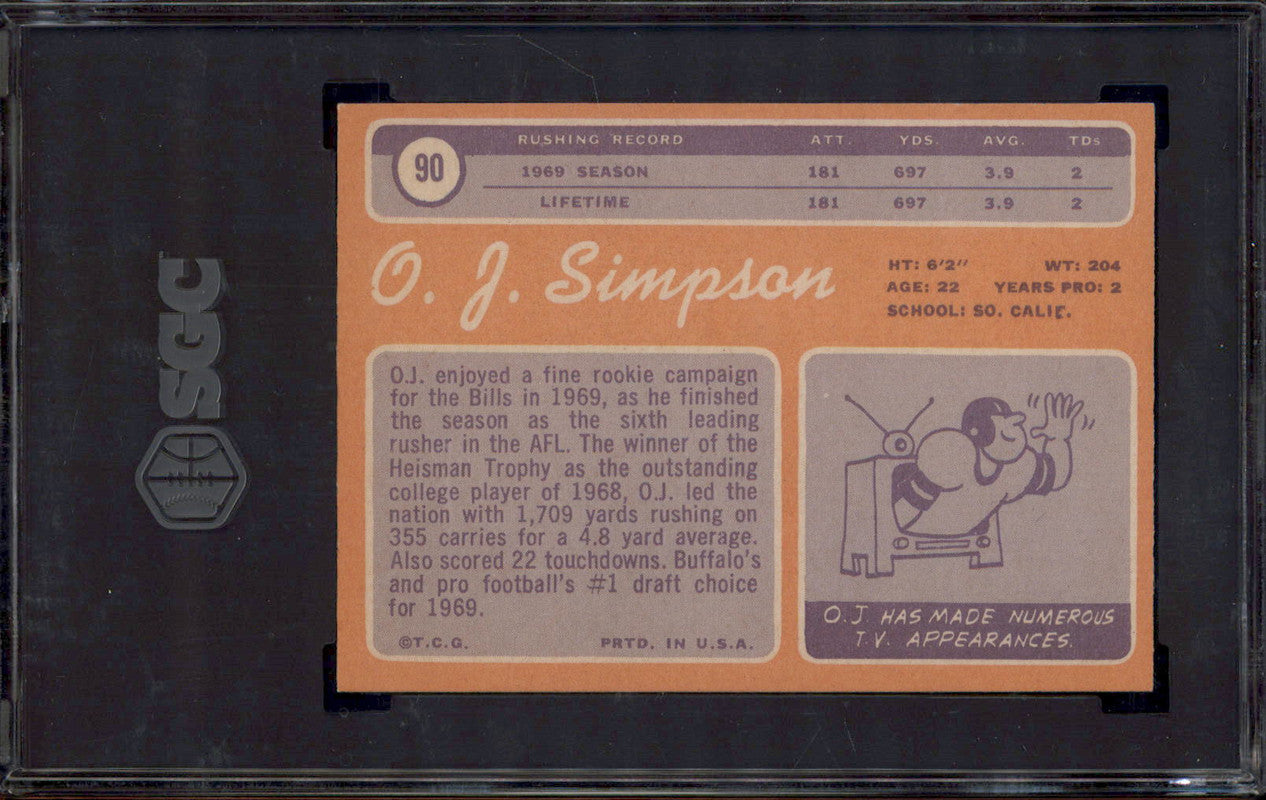 SGC
90
RUSHING RECORD ATT. YDS. AVG. TDs
1969 SEASON 181 697 3.9 2
LIFETIME 181 697 3.9 2
O. J. Simpson
HT: 6'2" WT: 204
AGE: 22 YEARS PRO: 2
SCHOOL: SO. CALIF.
O.J. enjoyed a fine rookie campaign
for the Bills in 1969, as he finished
the season as the sixth leading
rusher in the AFL. The winner of the
Heisman Trophy as the outstanding
college player of 1968, O.J. led the
nation with 1,709 yards rushing on
355 carries for a 4.8 yard average.
Also scored 22 touchdowns. Buffalo's
and pro football's #1 draft choice
for 1969.
©T.C.G. PRTD. IN U.S.A.
O.J HAS MADE NUMEROUS
T.V. APPEARANCES.